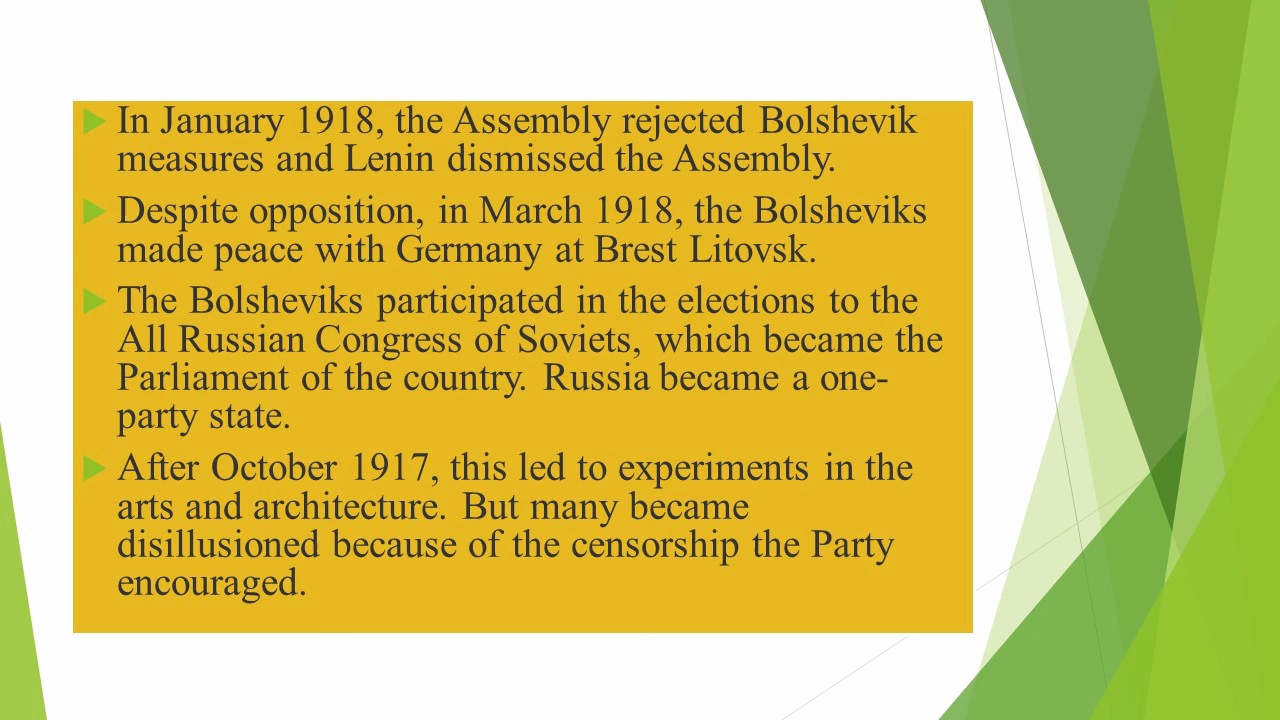 In January 1918, the Assembly rejected Bolshevik
measures and Lenin dismissed the Assembly.
Despite opposition, in March 1918, the Bolsheviks
made peace with Germany at Brest Litovsk.
The Bolsheviks participated in the elections to the
All Russian Congress of Soviets, which became the
Parliament of the country. Russia became a one-
party state.
After October 1917, this led to experiments in the
arts and architecture. But many became
disillusioned because of the censorship the Party
encouraged.